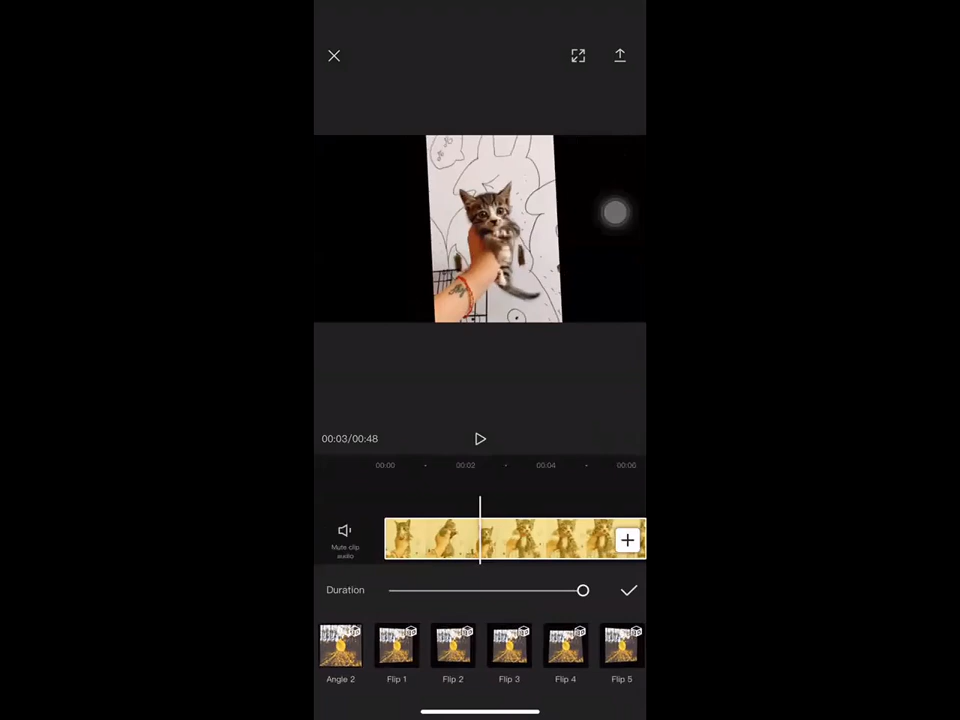 00:03/00:48
00:00
00:02
00:04
00:06
Mute clip
audio
Duration
Angle 2
Flip 1
Flip 2
Flip 3
Flip 4
Flip 5